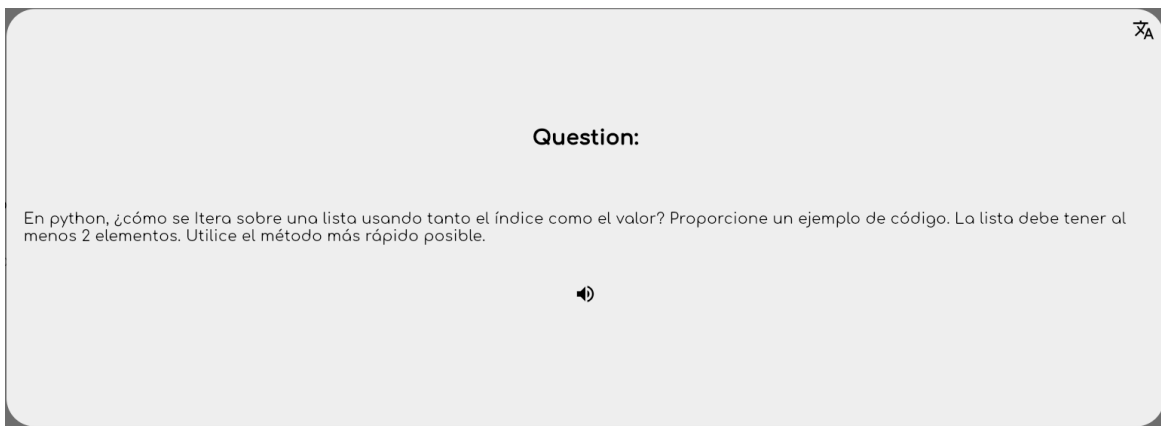 Question:
En python, ¿cómo se Itera sobre una lista usando tanto el índice como el valor? Proporcione un ejemplo de código. La lista debe tener al
menos 2 elementos. Utilice el método más rápido posible.